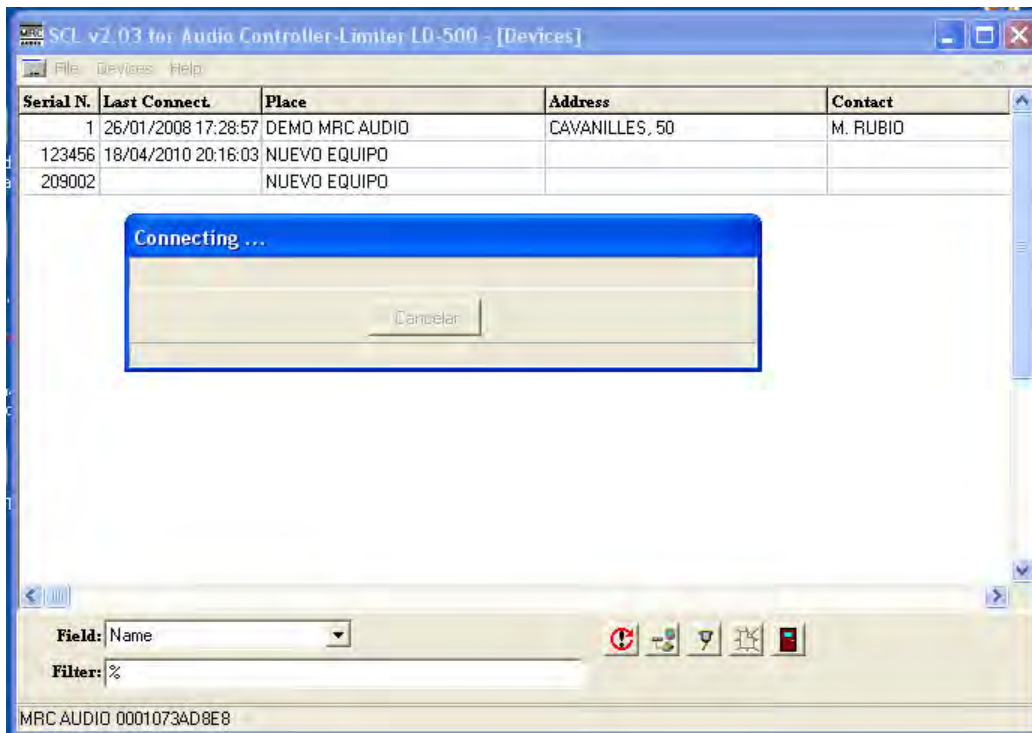 MRC AUDIO SCL v2.03 for Audio Controller-Limiter LD-500 - [Devices]
File Devices Help
Serial N. Last Connect. Place Address Contact
1 26/01/2008 17:28:57 DEMO MRC AUDIO CAVANILLES, 50 M. RUBIO
123456 18/04/2010 20:16:03 NUEVO EQUIPO
209002 NUEVO EQUIPO
Connecting ...
Cancelar
Field: Name
Filter: %
MRC AUDIO 0001073AD8E8